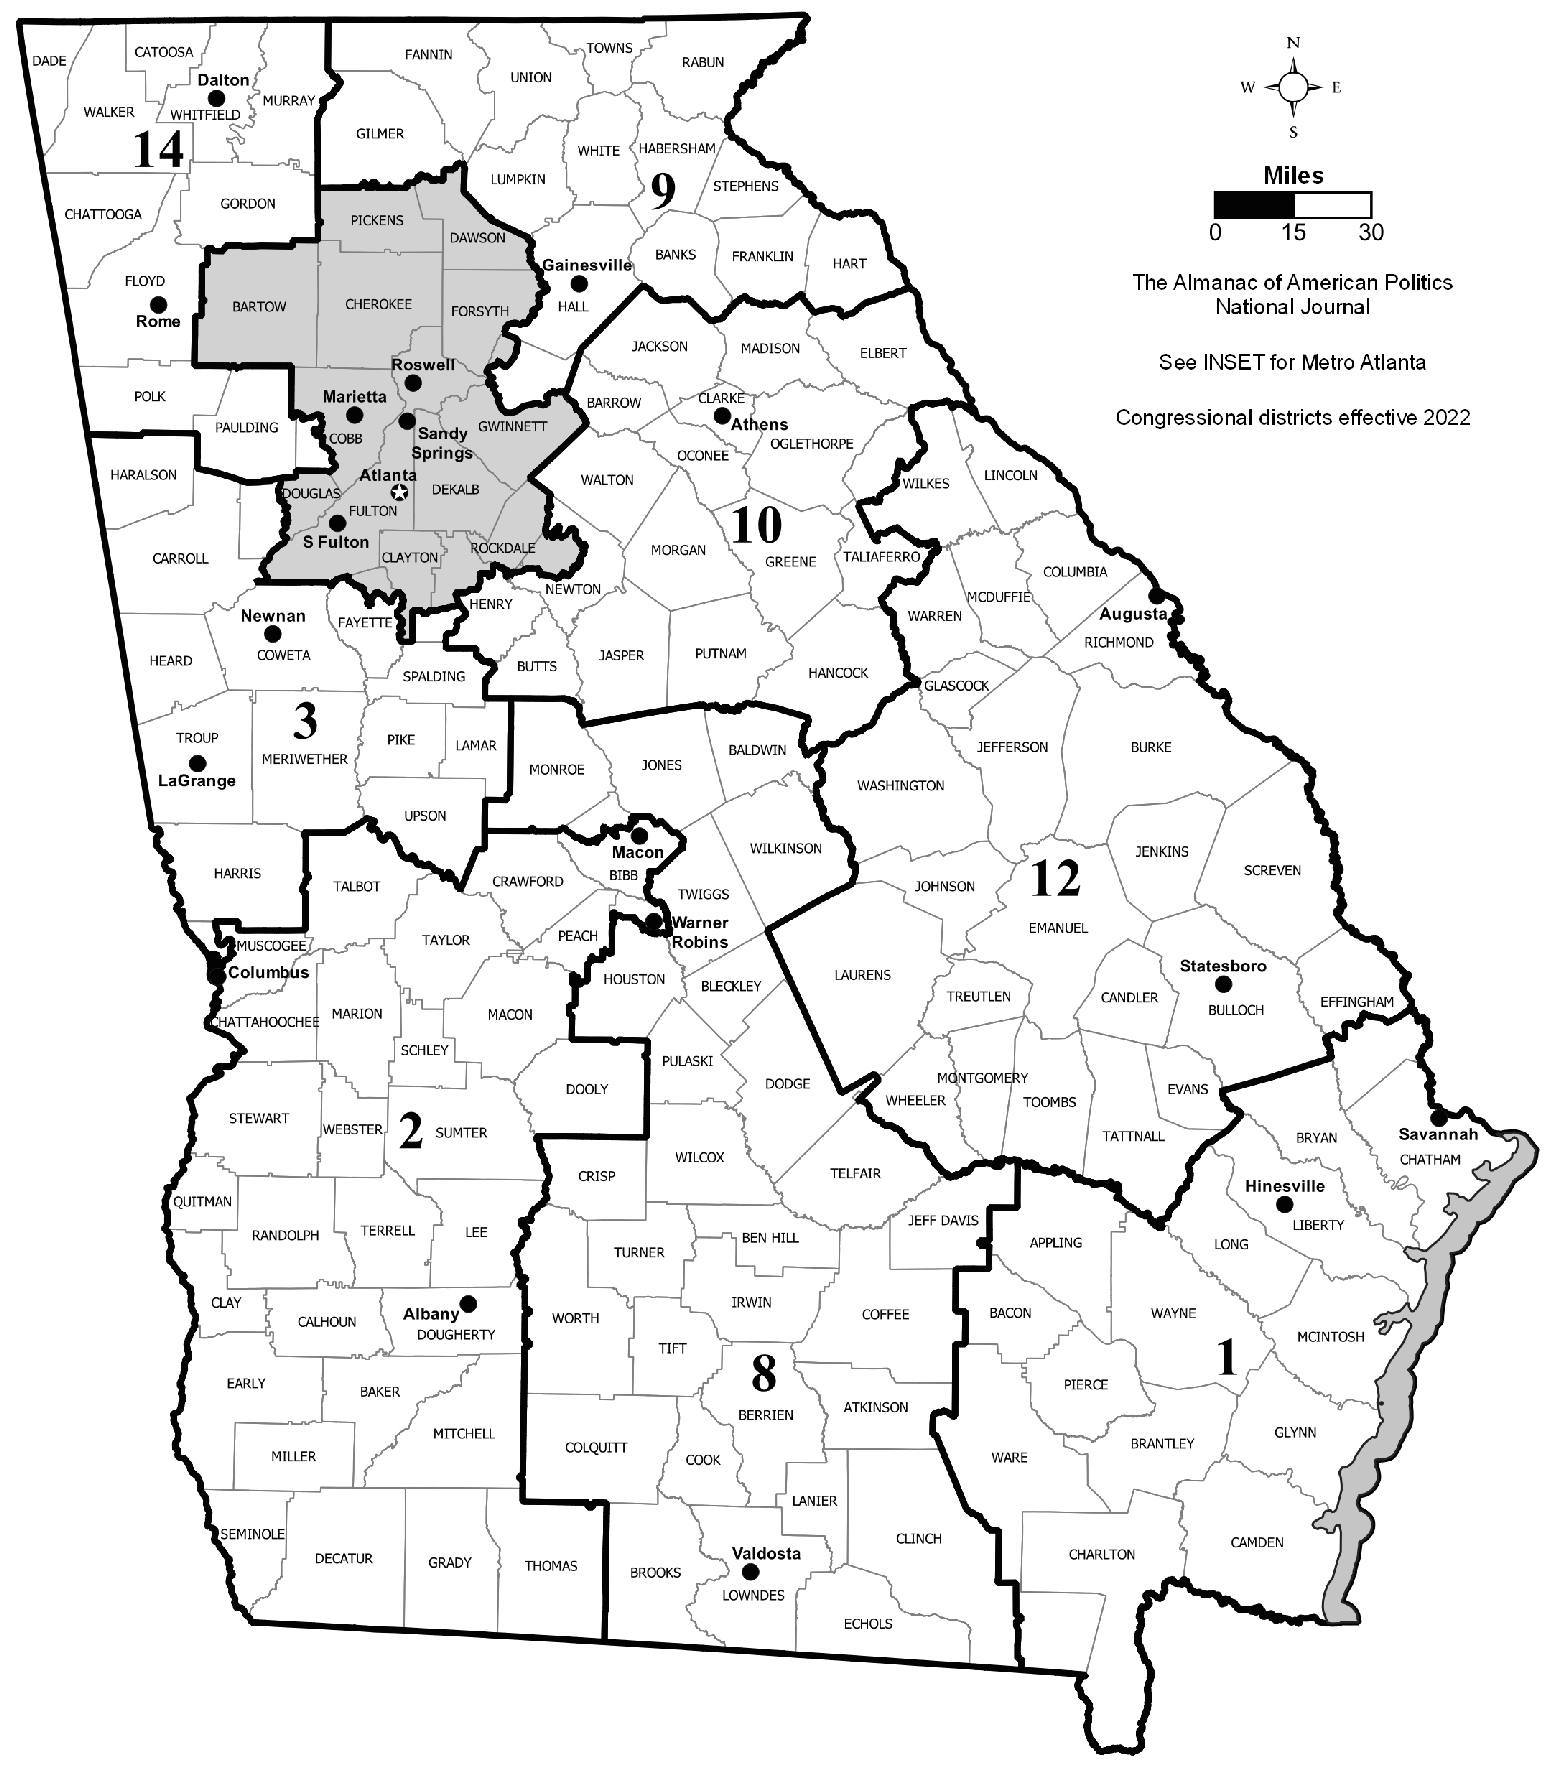 N
W E
S
Miles
0 15 30
The Almanac of American Politics
National Journal
See INSET for Metro Atlanta
Congressional districts effective 2022
DADE
CATOOSA
Dalton
WALKER
WHITFIELD
MURRAY
14
CHATTOOGA
GORDON
FLOYD
Rome
POLK
PAULDING
FANNIN
UNION
TOWNS
RABUN
GILMER
WHITE
HABERSHAM
LUMPKIN
STEPHENS
9
BANKS
FRANKLIN
HART
Gainesville
HALL
PICKENS
DAWSON
BARTOW
CHEROKEE
FORSYTH
Roswell
Marietta
COBB
Sandy
Springs
GWINNETT
Atlanta
DOUGLAS
FULTON
DEKALB
S Fulton
CLAYTON
ROCKDALE
JACKSON
MADISON
ELBERT
BARROW
CLARKE
Athens
OGLETHORPE
OCONEE
WALTON
10
MORGAN
GREENE
TALIAFERRO
NEWTON
HENRY
BUTTS
JASPER
PUTNAM
HANCOCK
WILKES
LINCOLN
COLUMBIA
MCDUFFIE
WARREN
Augusta
RICHMOND
GLASCOCK
JEFFERSON
BURKE
WASHINGTON
JENKINS
SCREVEN
JOHNSON
12
EMANUEL
LAURENS
TREUTLEN
CANDLER
Statesboro
BULLOCH
EFFINGHAM
WHEELER
MONTGOMERY
TOOMBS
EVANS
TATTNALL
HARALSON
CARROLL
Newnan
COWETA
FAYETTE
HEARD
SPALDING
3
TROUP
LaGrange
MERIWETHER
PIKE
LAMAR
UPSON
HARRIS
MONROE
JONES
BALDWIN
WILKINSON
TWIGGS
Macon
BIBB
CRAWFORD
TALBOT
TAYLOR
PEACH
Warner
Robins
HOUSTON
BLECKLEY
MUSCOGEE
Columbus
CHATTAHOOCHEE
MARION
MACON
SCHLEY
PULASKI
DODGE
DOOLY
STEWART
WEBSTER
2
SUMTER
CRISP
WILCOX
TELFAIR
QUITMAN
RANDOLPH
TERRELL
LEE
TURNER
BEN HILL
JEFF DAVIS
CLAY
CALHOUN
Albany
DOUGHERTY
WORTH
IRWIN
COFFEE
TIFT
8
EARLY
BAKER
BERRIEN
ATKINSON
MILLER
MITCHELL
COLQUITT
COOK
LANIER
SEMINOLE
DECATUR
GRADY
THOMAS
BROOKS
Valdosta
LOWNDES
CLINCH
ECHOLS
Savannah
BRYAN
CHATHAM
Hinesville
LIBERTY
LONG
APPLING
BACON
WAYNE
MCINTOSH
1
PIERCE
WARE
BRANTLEY
GLYNN
CHARLTON
CAMDEN